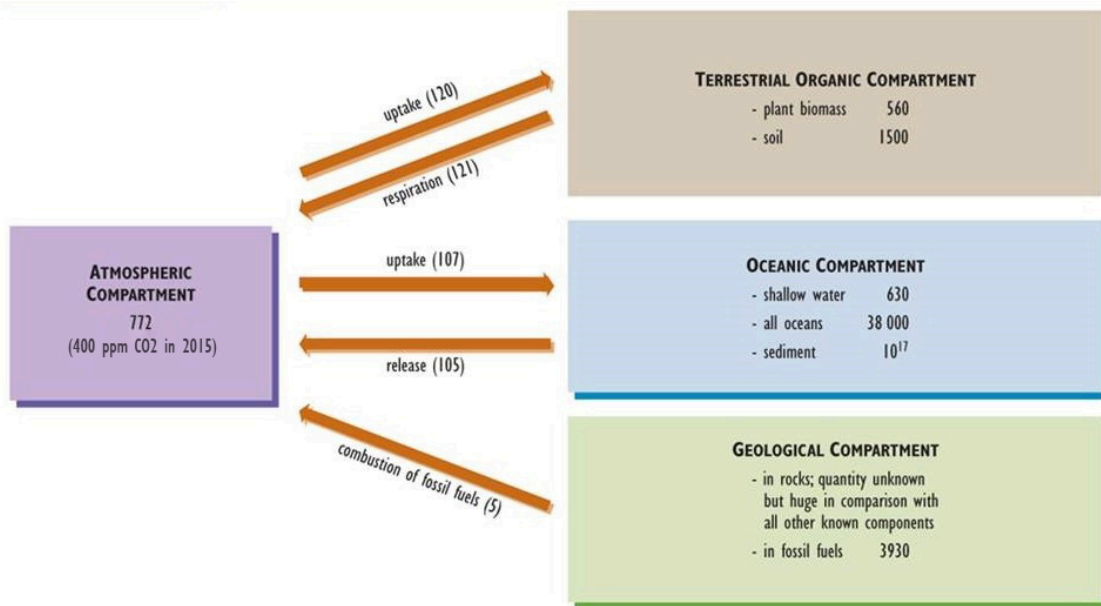 uptake (120)
respiration (121)
TERRESTRIAL ORGANIC COMPARTMENT
- plant biomass 560
- soil 1500
ATMOSPHERIC
COMPARTMENT
772
(400 ppm CO2 in 2015)
uptake (107)
release (105)
OCEANIC COMPARTMENT
- shallow water 630
- all oceans 38 000
- sediment 10¹⁷
combustion of fossil fuels (5)
GEOLOGICAL COMPARTMENT
- in rocks; quantity unknown
but huge in comparison with
all other known components
- in fossil fuels 3930